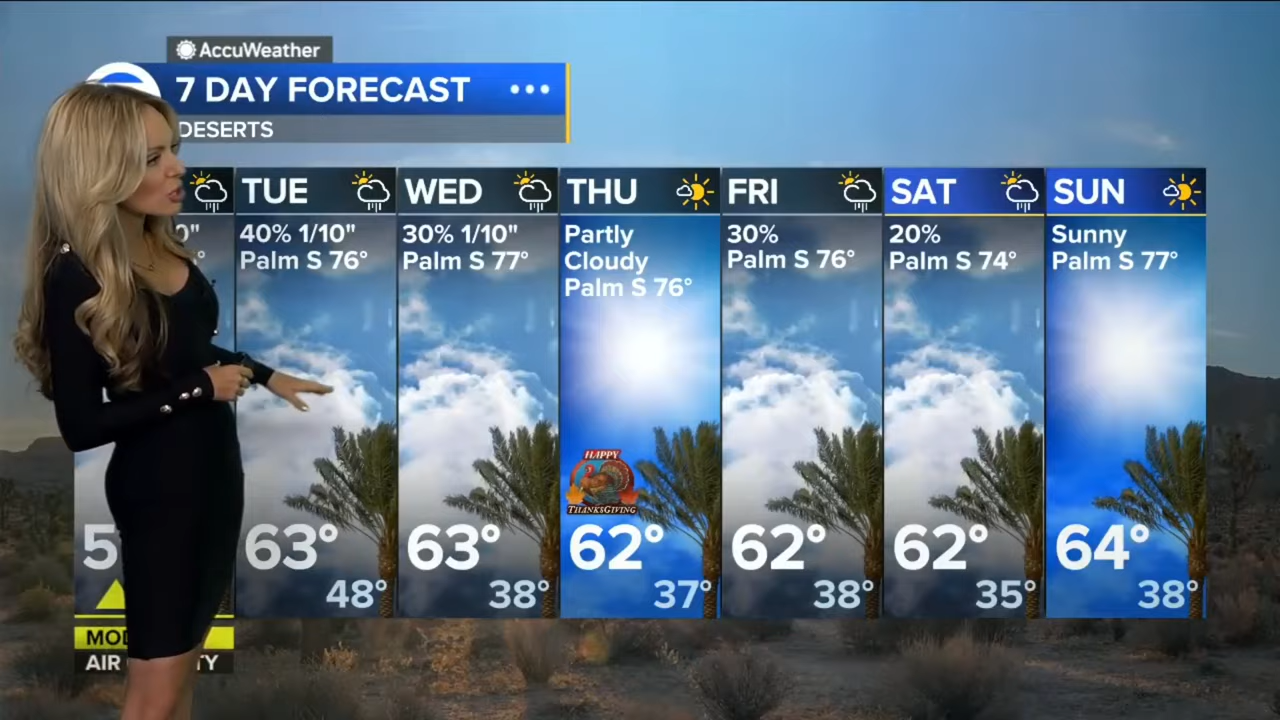 AccuWeather
7 DAY FORECAST
DESERTS
TUE
40% 1/10"
Palm S 76°
63°
48°
WED
30% 1/10"
Palm S 77°
63°
38°
THU
Partly
Cloudy
Palm S 76°
HAPPY
THANKSGIVING
62°
37°
FRI
30%
Palm S 76°
62°
38°
SAT
20%
Palm S 74°
62°
35°
SUN
Sunny
Palm S 77°
64°
38°
AIR